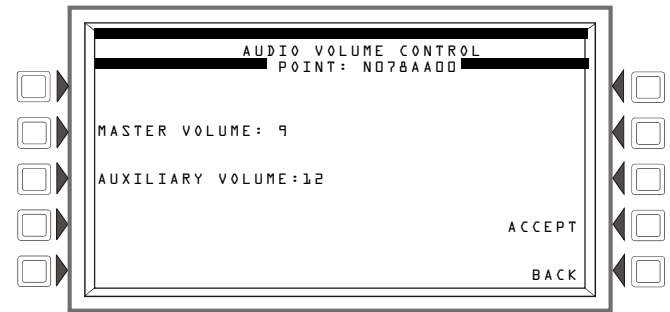 AUDIO VOLUME CONTROL
POINT: N078AA00
MASTER VOLUME: 9
AUXILIARY VOLUME:12
ACCEPT
BACK